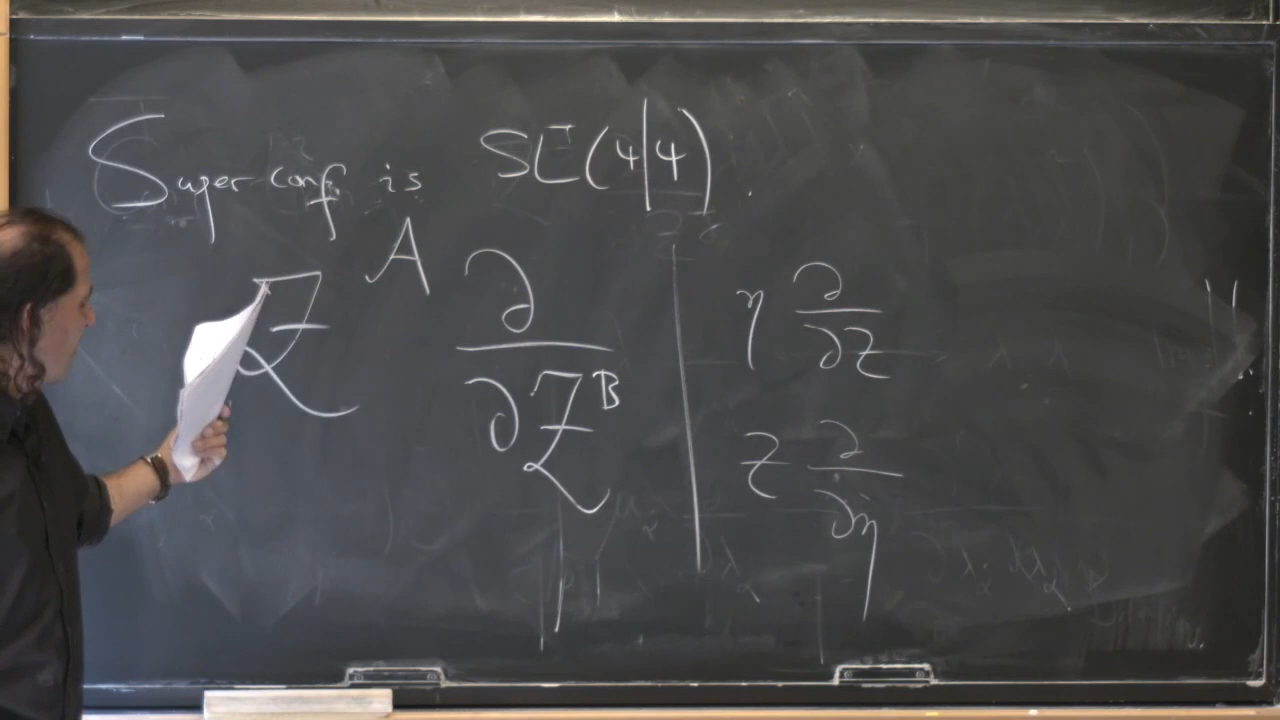 Super conf is SL(4|4).
𝒵^A ∂/∂𝒵^B
η ∂/∂Z
Z ∂/∂η